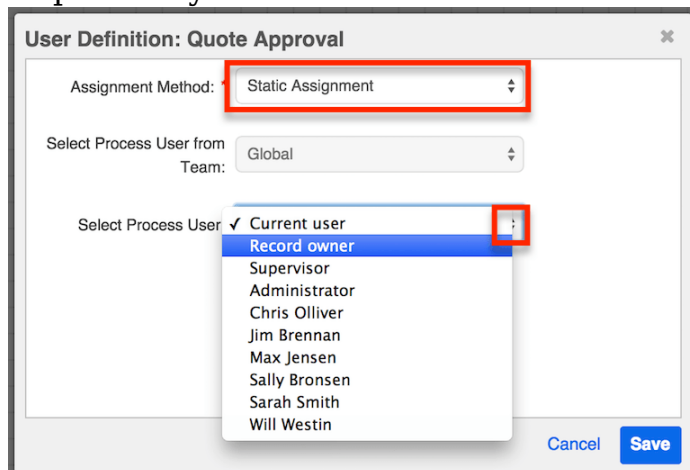 User Definition: Quote Approval ×
Assignment Method: * Static Assignment
Select Process User from
Team: Global
Select Process User ✓ Current user
Record owner
Supervisor
Administrator
Chris Olliver
Jim Brennan
Max Jensen
Sally Bronsen
Sarah Smith
Will Westin
Cancel Save